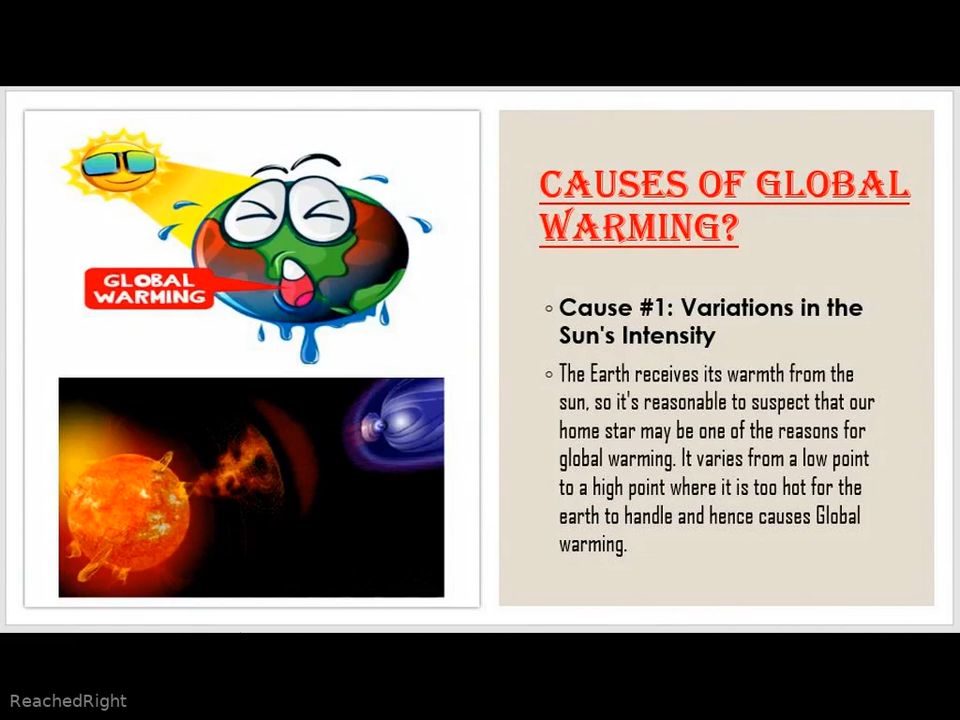 GLOBAL
WARMING
CAUSES OF GLOBAL
WARMING?
Cause #1: Variations in the
Sun's Intensity
The Earth receives its warmth from the
sun, so it's reasonable to suspect that our
home star may be one of the reasons for
global warming. It varies from a low point
to a high point where it is too hot for the
earth to handle and hence causes Global
warming.
ReachedRight